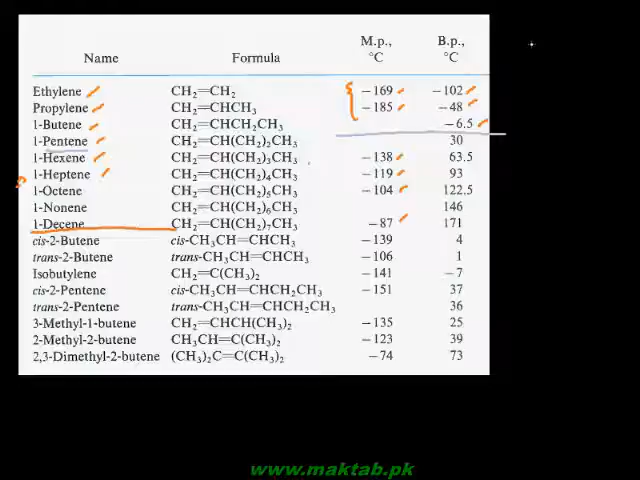 M.p., B.p.,
Name Formula °C °C
Ethylene CH₂=CH₂ −169 −102
Propylene CH₂=CHCH₃ −185 −48
1-Butene CH₂=CHCH₂CH₃ −6.5
1-Pentene CH₂=CH(CH₂)₂CH₃ 30
1-Hexene CH₂=CH(CH₂)₃CH₃ −138 63.5
1-Heptene CH₂=CH(CH₂)₄CH₃ −119 93
1-Octene CH₂=CH(CH₂)₅CH₃ −104 122.5
1-Nonene CH₂=CH(CH₂)₆CH₃ 146
1-Decene CH₂=CH(CH₂)₇CH₃ −87 171
cis-2-Butene cis-CH₃CH=CHCH₃ −139 4
trans-2-Butene trans-CH₃CH=CHCH₃ −106 1
Isobutylene CH₂=C(CH₃)₂ −141 −7
cis-2-Pentene cis-CH₃CH=CHCH₂CH₃ −151 37
trans-2-Pentene trans-CH₃CH=CHCH₂CH₃ 36
3-Methyl-1-butene CH₂=CHCH(CH₃)₂ −135 25
2-Methyl-2-butene CH₃CH=C(CH₃)₂ −123 39
2,3-Dimethyl-2-butene (CH₃)₂C=C(CH₃)₂ −74 73
www.maktab.pk